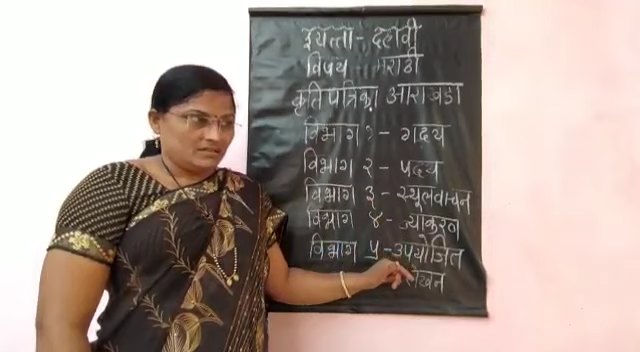 इयत्ता - दहावी
विषय - मराठी
कृतिपत्रिका आराखडा
विभाग १ - गद्य
विभाग २ - पद्य
विभाग ३ - स्थूलवाचन
विभाग ४ - व्याकरण
विभाग ५ - उपयोजित
लेखन